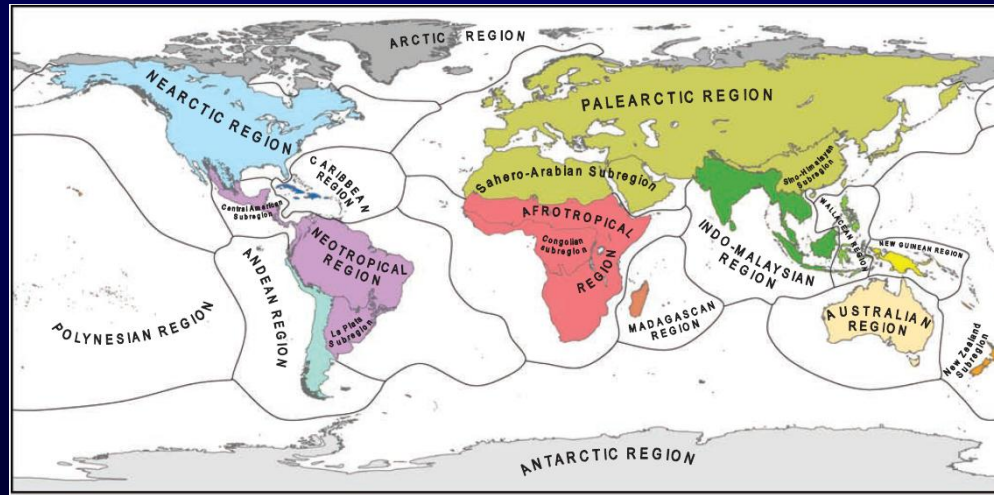 ARCTIC REGION
NEARCTIC REGION
PALEARCTIC REGION
CARIBBEAN
REGION
Sahero-Arabian Subregion
Sino-Himalayan
Subregion
Central American
Subregion
AFROTROPICAL
REGION
Congolian
subregion
WALLACEAN REGION
NEW GUINEAN REGION
NEOTROPICAL
REGION
INDO-MALAYSIAN
REGION
ANDEAN REGION
POLYNESIAN REGION
La Plata
Subregion
MADAGASCAN
REGION
AUSTRALIAN
REGION
New Zealand
Subregion
ANTARCTIC REGION